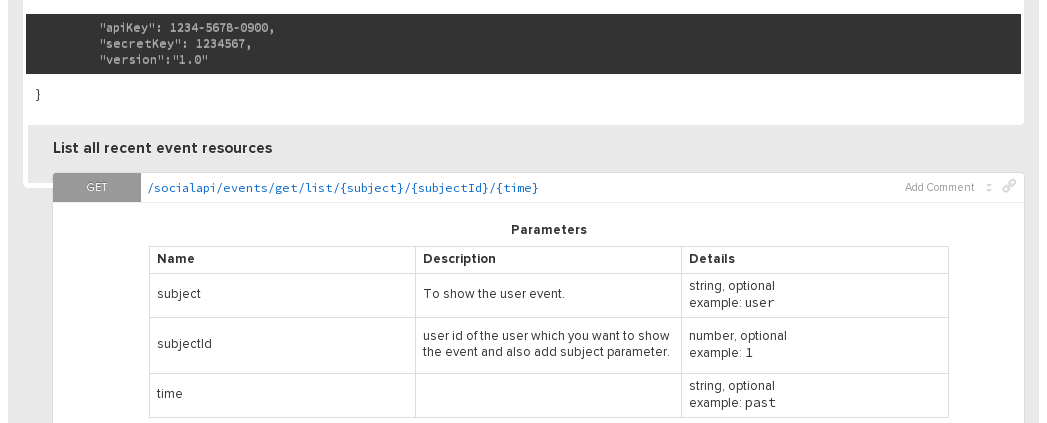 "apiKey": 1234-5678-0900,
"secretKey": 1234567,
"version":"1.0"
}
List all recent event resources
GET /socialapi/events/get/list/{subject}/{subjectId}/{time} Add Comment
Parameters
Name Description Details
subject To show the user event. string, optional
example: user
subjectId user id of the user which you want to show number, optional
the event and also add subject parameter. example: 1
time string, optional
example: past